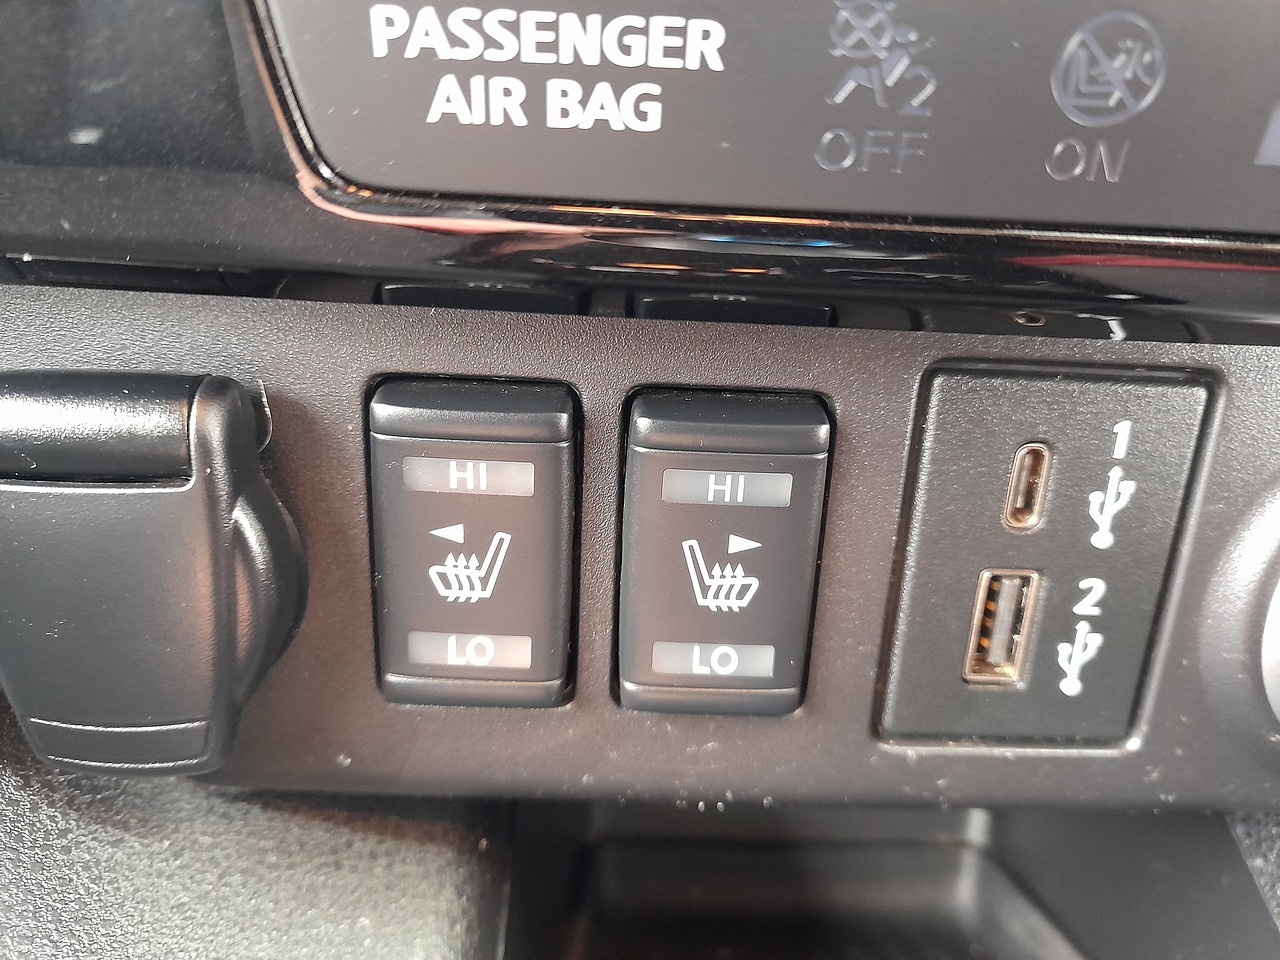 PASSENGER
AIR BAG
OFF
ON
HI
LO
HI
LO
1
2